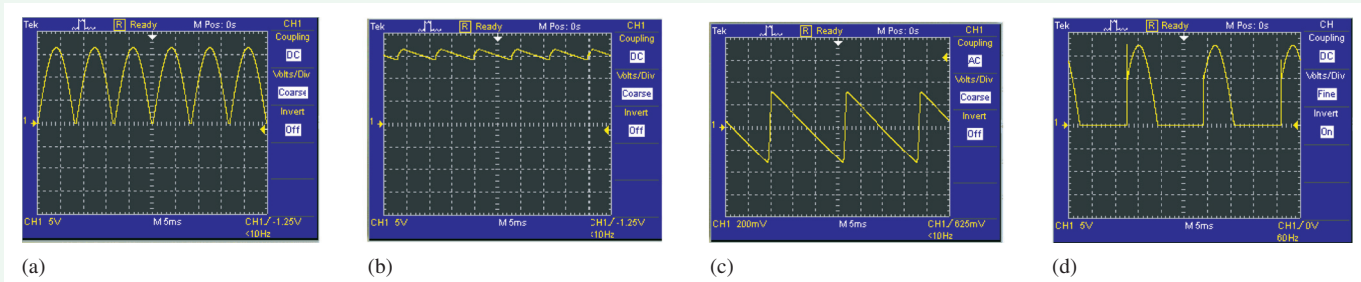 Tek R Ready M Pos: 0s CH1
Coupling
DC
Volts/Div
Coarse
Invert
Off
1
CH1 5V M 5ms CH1 -1.25V
<10Hz
(a)
Tek R Ready M Pos: 0s CH1
Coupling
DC
Volts/Div
Coarse
Invert
Off
1
CH1 5V M 5ms CH1 -1.25V
<10Hz
(b)
Tek R Ready M Pos: 0s CH1
Coupling
AC
Volts/Div
Coarse
Invert
Off
1
CH1 200mV M 5ms CH1 625mV
<10Hz
(c)
Tek R Ready M Pos: 0s CH
Coupling
DC
Volts/Div
Fine
Invert
On
1
CH1 5V M 5ms CH1 0V
60Hz
(d)